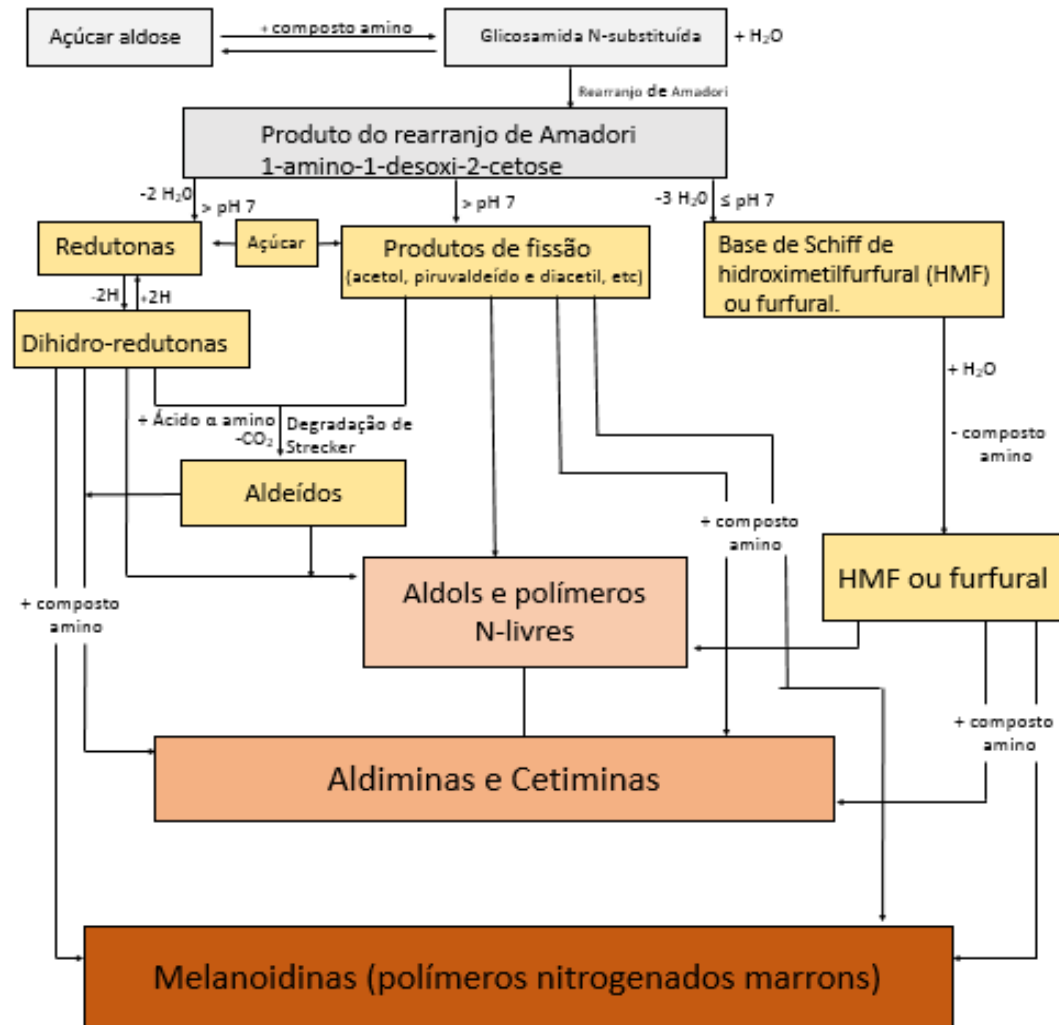 Açúcar aldose
+ composto amino
Glicosamida N-substituída
+ H₂O
Rearranjo de Amadori
Produto do rearranjo de Amadori
1-amino-1-desoxi-2-cetose
-2 H₂0
> pH 7
> pH 7
-3 H₂0
≤ pH 7
Redutonas
Açúcar
Produtos de fissão
(acetol, piruvaldeído e diacetil, etc)
Base de Schiff de
hidroximetilfurfural (HMF)
ou furfural.
-2H
+2H
Dihidro-redutonas
+ H₂O
+ Ácido α amino
-CO₂
Degradação de
Strecker
- composto
amino
Aldeídos
+ composto
amino
HMF ou furfural
Aldols e polímeros
N-livres
+ composto
amino
+ composto
amino
Aldiminas e Cetiminas
Melanoidinas (polímeros nitrogenados marrons)